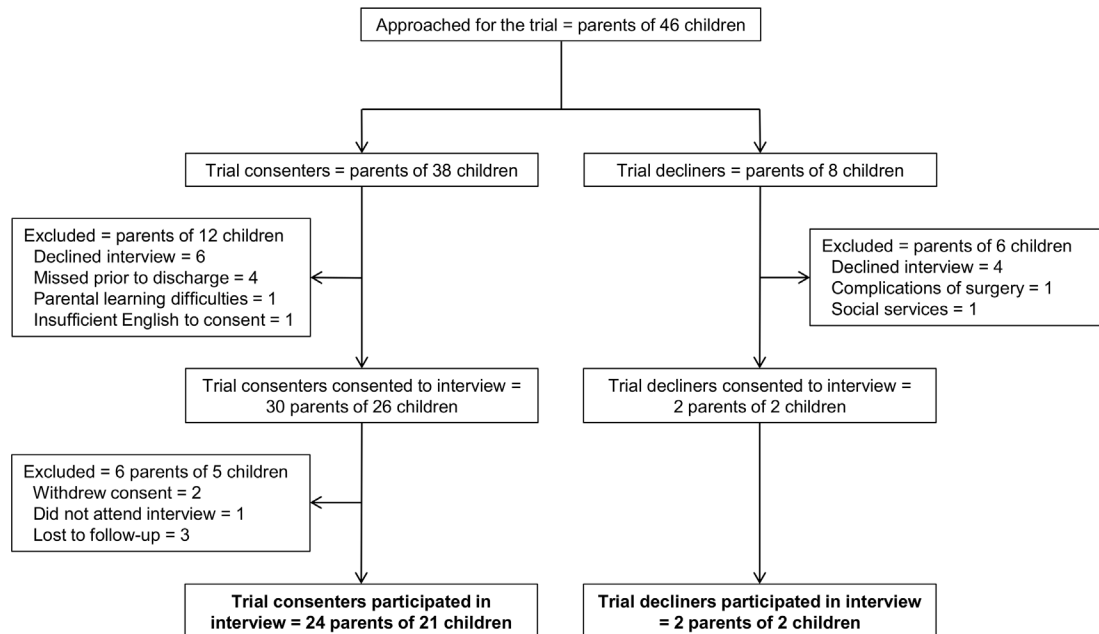 Approached for the trial = parents of 46 children
Trial consenters = parents of 38 children
Trial decliners = parents of 8 children
Excluded = parents of 12 children
Declined interview = 6
Missed prior to discharge = 4
Parental learning difficulties = 1
Insufficient English to consent = 1
Excluded = parents of 6 children
Declined interview = 4
Complications of surgery = 1
Social services = 1
Trial consenters consented to interview =
30 parents of 26 children
Trial decliners consented to interview =
2 parents of 2 children
Excluded = 6 parents of 5 children
Withdrew consent = 2
Did not attend interview = 1
Lost to follow-up = 3
Trial consenters participated in
interview = 24 parents of 21 children
Trial decliners participated in interview
= 2 parents of 2 children